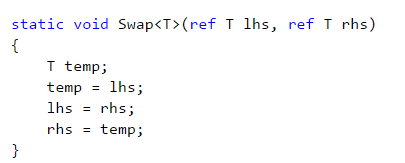 static void Swap<T>(ref T lhs, ref T rhs)
{
    T temp;
    temp = lhs;
    lhs = rhs;
    rhs = temp;
}